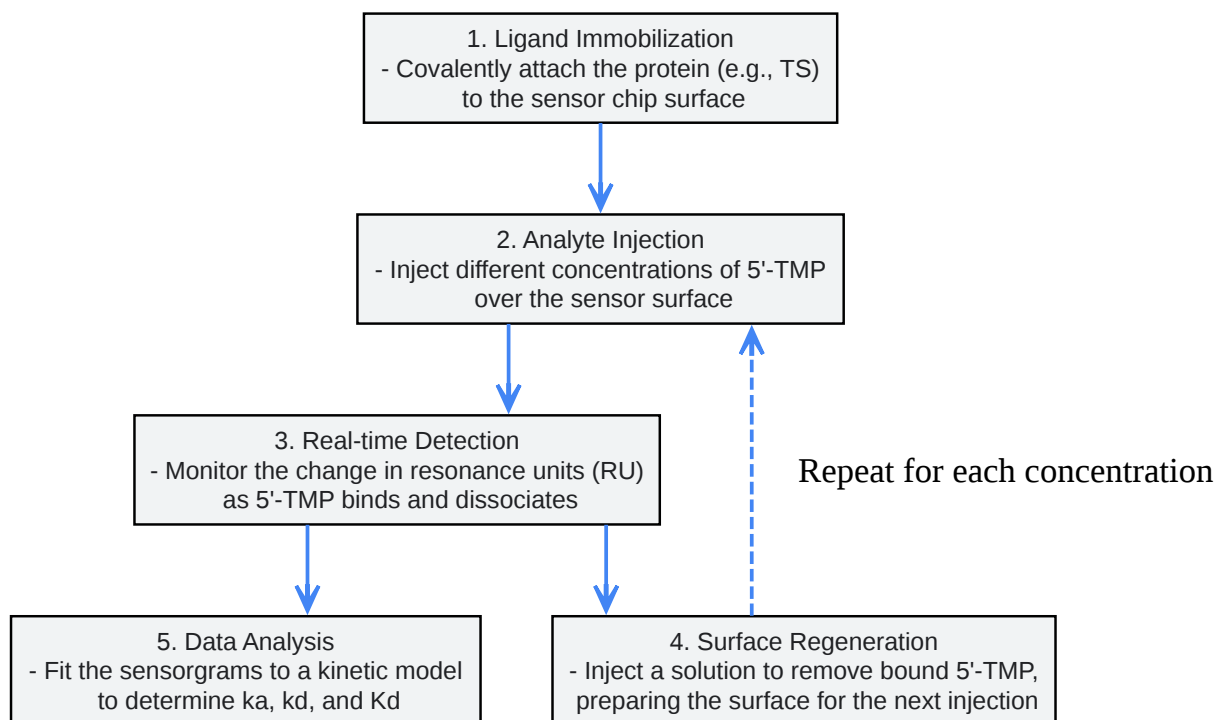 1. Ligand Immobilization
- Covalently attach the protein (e.g., TS)
to the sensor chip surface
2. Analyte Injection
- Inject different concentrations of 5'-TMP
over the sensor surface
3. Real-time Detection
- Monitor the change in resonance units (RU)
as 5'-TMP binds and dissociates
Repeat for each concentration
5. Data Analysis
- Fit the sensorgrams to a kinetic model
to determine ka, kd, and Kd
4. Surface Regeneration
- Inject a solution to remove bound 5'-TMP,
preparing the surface for the next injection